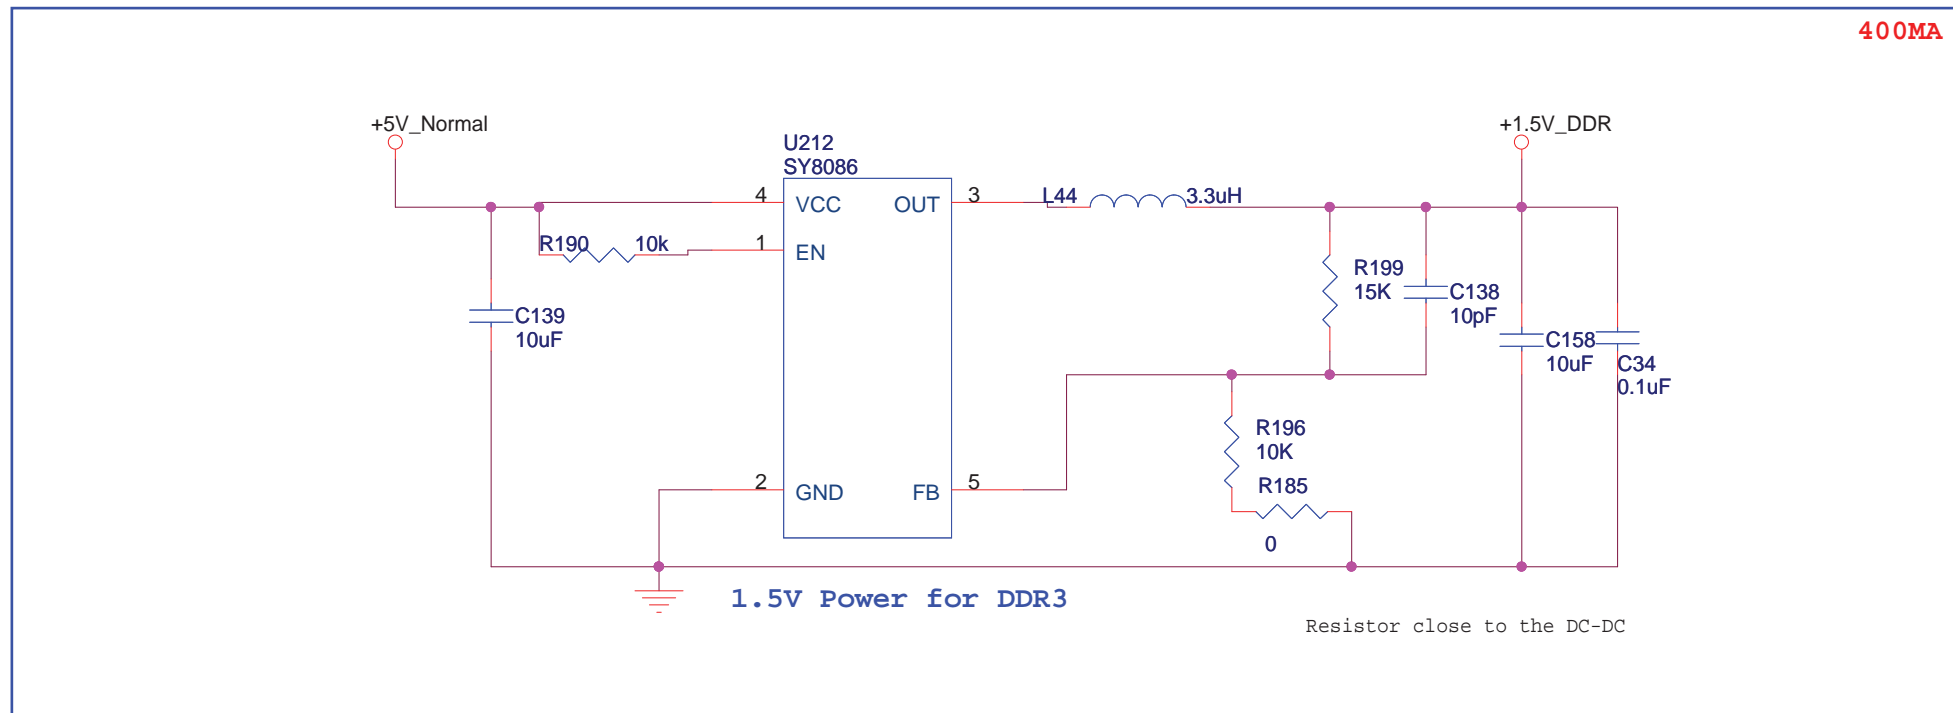 400MA
+5V_Normal
+1.5V_DDR
U212
SY8086
4
VCC
OUT
3
L44
3.3uH
R190
10k
1
EN
R199
15K
C138
10pF
C139
10uF
C158
10uF
C34
0.1uF
R196
10K
2
GND
FB
5
R185
0
1.5V Power for DDR3
Resistor close to the DC-DC